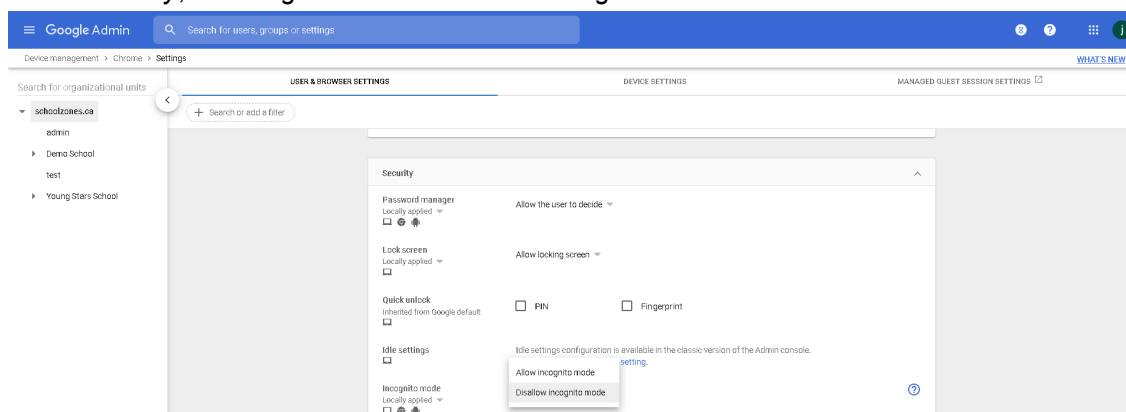 Google Admin
Search for users, groups or settings
8
?
j
Device management > Chrome > Settings
WHAT'S NEW
Search for organizational units
USER & BROWSER SETTINGS
DEVICE SETTINGS
MANAGED GUEST SESSION SETTINGS
schoolzones.ca
+ Search or add a filter
admin
Demo School
test
Young Stars School
Security
Password manager
Allow the user to decide
Locally applied
Lock screen
Allow locking screen
Locally applied
Quick unlock
PIN
Fingerprint
Inherited from Google default
Idle settings
Idle settings configuration is available in the classic version of the Admin console.
setting.
Allow incognito mode
Incognito mode
Disallow incognito mode
?
Locally applied